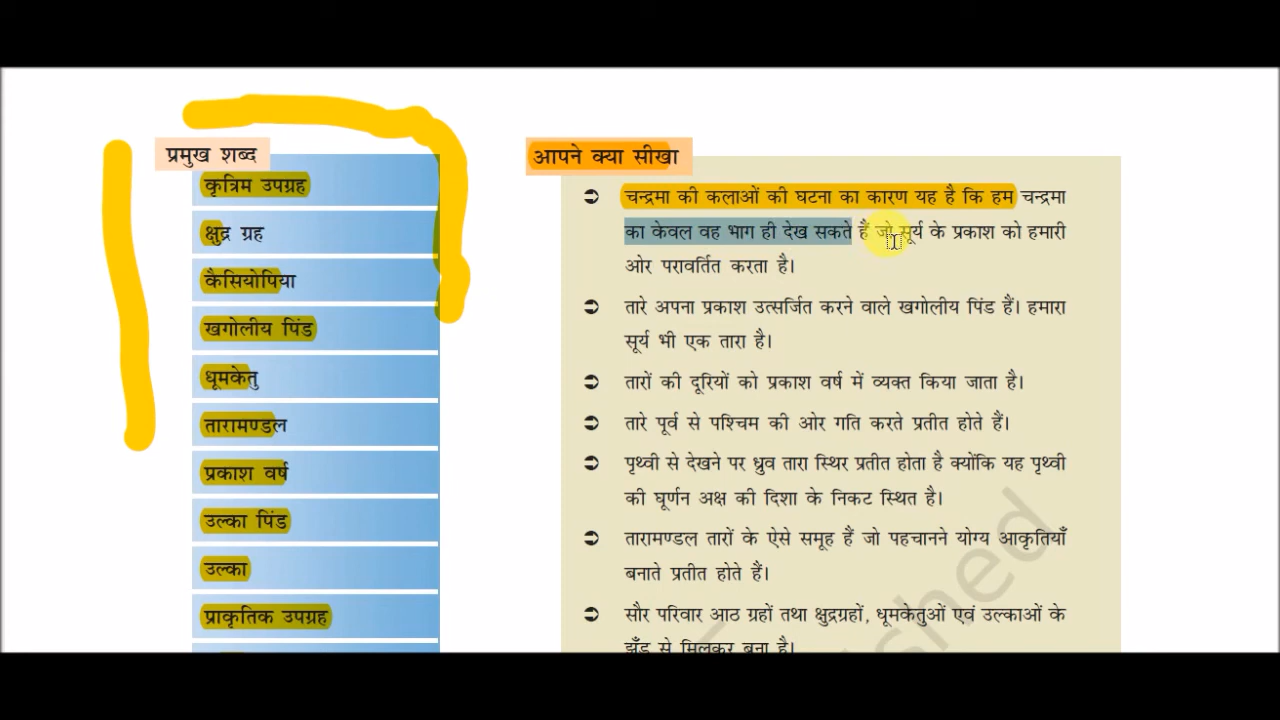 प्रमुख शब्द
कृत्रिम उपग्रह
क्षुद्र ग्रह
कैसियोपिया
खगोलीय पिंड
धूमकेतु
तारामण्डल
प्रकाश वर्ष
उल्का पिंड
उल्का
प्राकृतिक उपग्रह
आपने क्या सीखा
➲ चन्द्रमा की कलाओं की घटना का कारण यह है कि हम चन्द्रमा
का केवल वह भाग ही देख सकते हैं जो सूर्य के प्रकाश को हमारी
ओर परावर्तित करता है।
➲ तारे अपना प्रकाश उत्सर्जित करने वाले खगोलीय पिंड हैं। हमारा
सूर्य भी एक तारा है।
➲ तारों की दूरियों को प्रकाश वर्ष में व्यक्त किया जाता है।
➲ तारे पूर्व से पश्चिम की ओर गति करते प्रतीत होते हैं।
➲ पृथ्वी से देखने पर ध्रुव तारा स्थिर प्रतीत होता है क्योंकि यह पृथ्वी
की घूर्णन अक्ष की दिशा के निकट स्थित है।
➲ तारामण्डल तारों के ऐसे समूह हैं जो पहचानने योग्य आकृतियाँ
बनाते प्रतीत होते हैं।
➲ सौर परिवार आठ ग्रहों तथा क्षुद्रग्रहों, धूमकेतुओं एवं उल्काओं के
झुँड से मिलकर बना है।